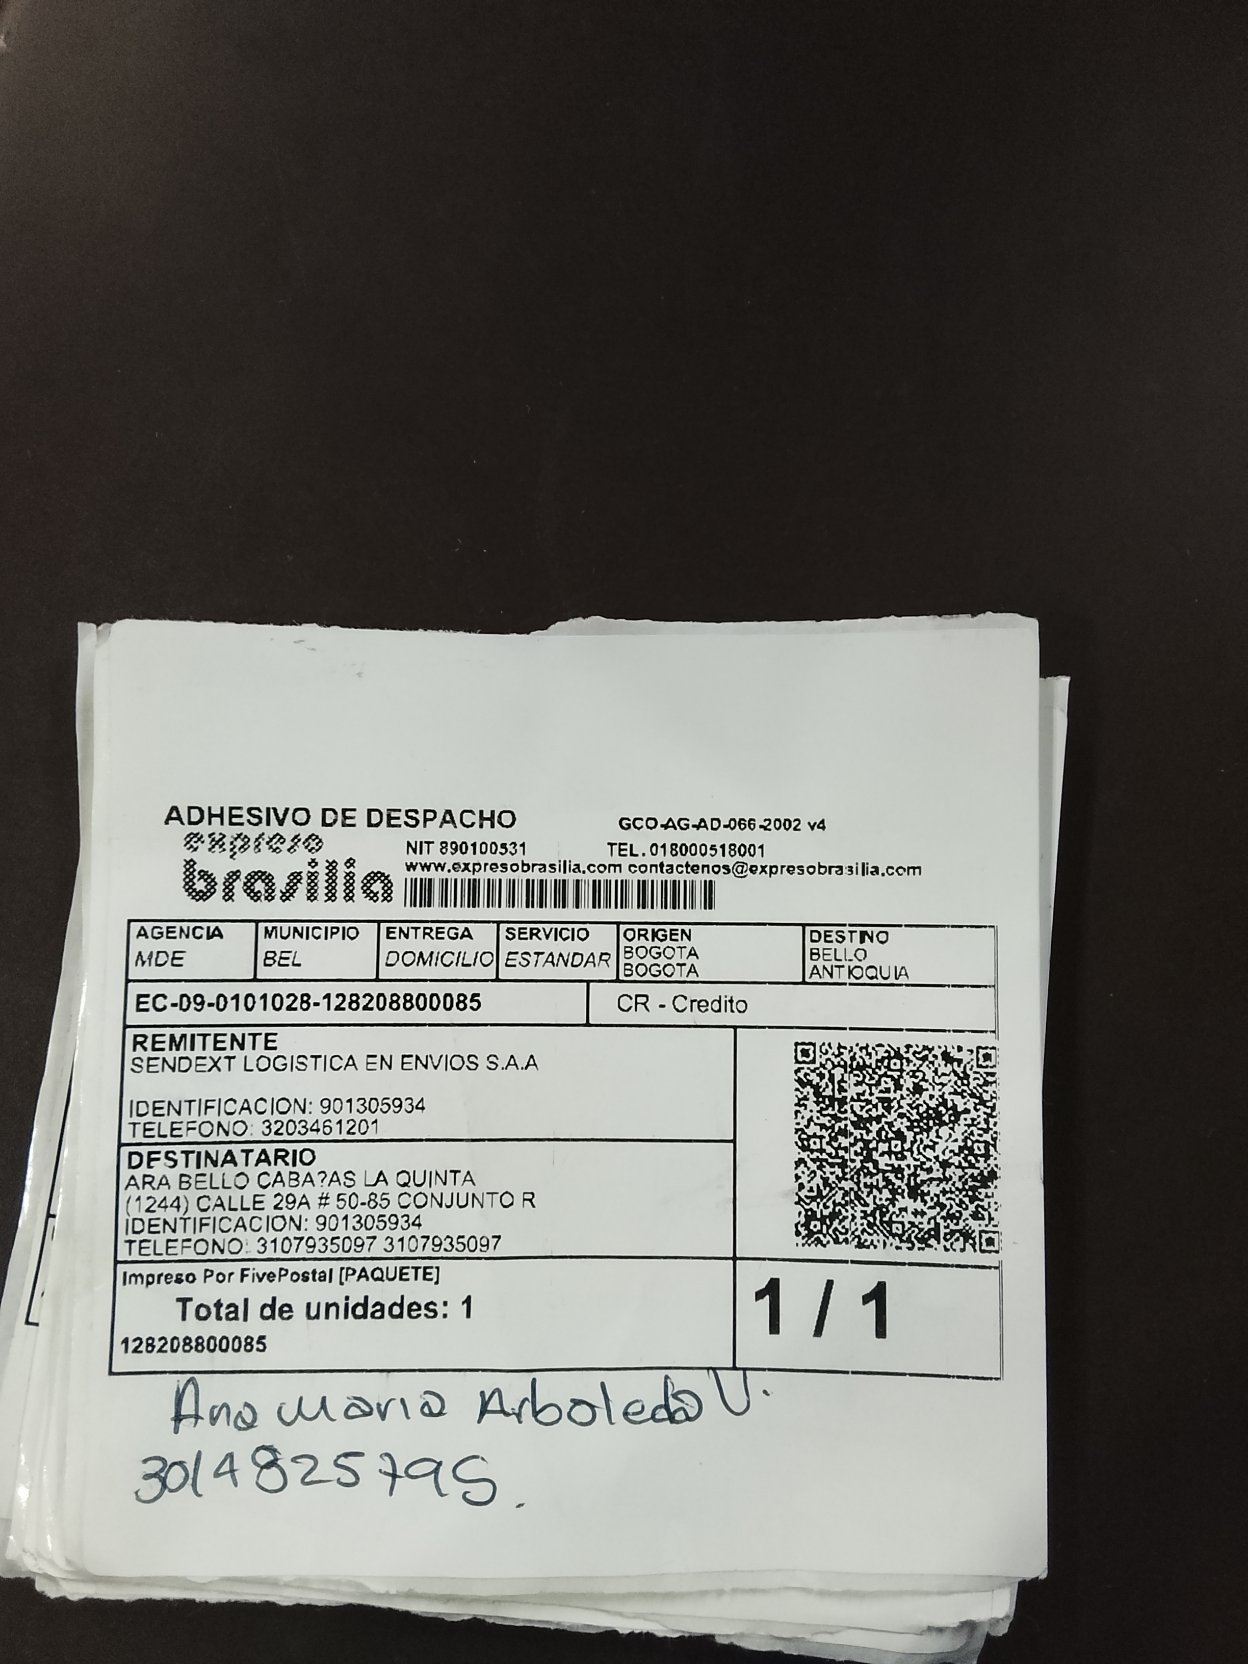 ADHESIVO DE DESPACHO GCO-AG-AD-066-2002 v4
expreso
brasilia
NIT 890100531 TEL. 018000518001
www.expresobrasilia.com contactenos@expresobrasilia.com
AGENCIA MUNICIPIO ENTREGA SERVICIO ORIGEN DESTINO
MDE BEL DOMICILIO ESTANDAR BOGOTA BELLO
BOGOTA ANTIOQUIA
EC-09-0101028-128208800085 CR - Credito
REMITENTE
SENDEXT LOGISTICA EN ENVIOS S.A.A
IDENTIFICACION: 901305934
TELEFONO: 3203461201
DESTINATARIO
ARA BELLO CABA?AS LA QUINTA
(1244) CALLE 29A # 50-85 CONJUNTO R
IDENTIFICACION: 901305934
TELEFONO: 3107935097 3107935097
Impreso Por FivePostal [PAQUETE]
Total de unidades: 1
1 / 1
128208800085
Ana Maria Arboleda V.
3014825795.